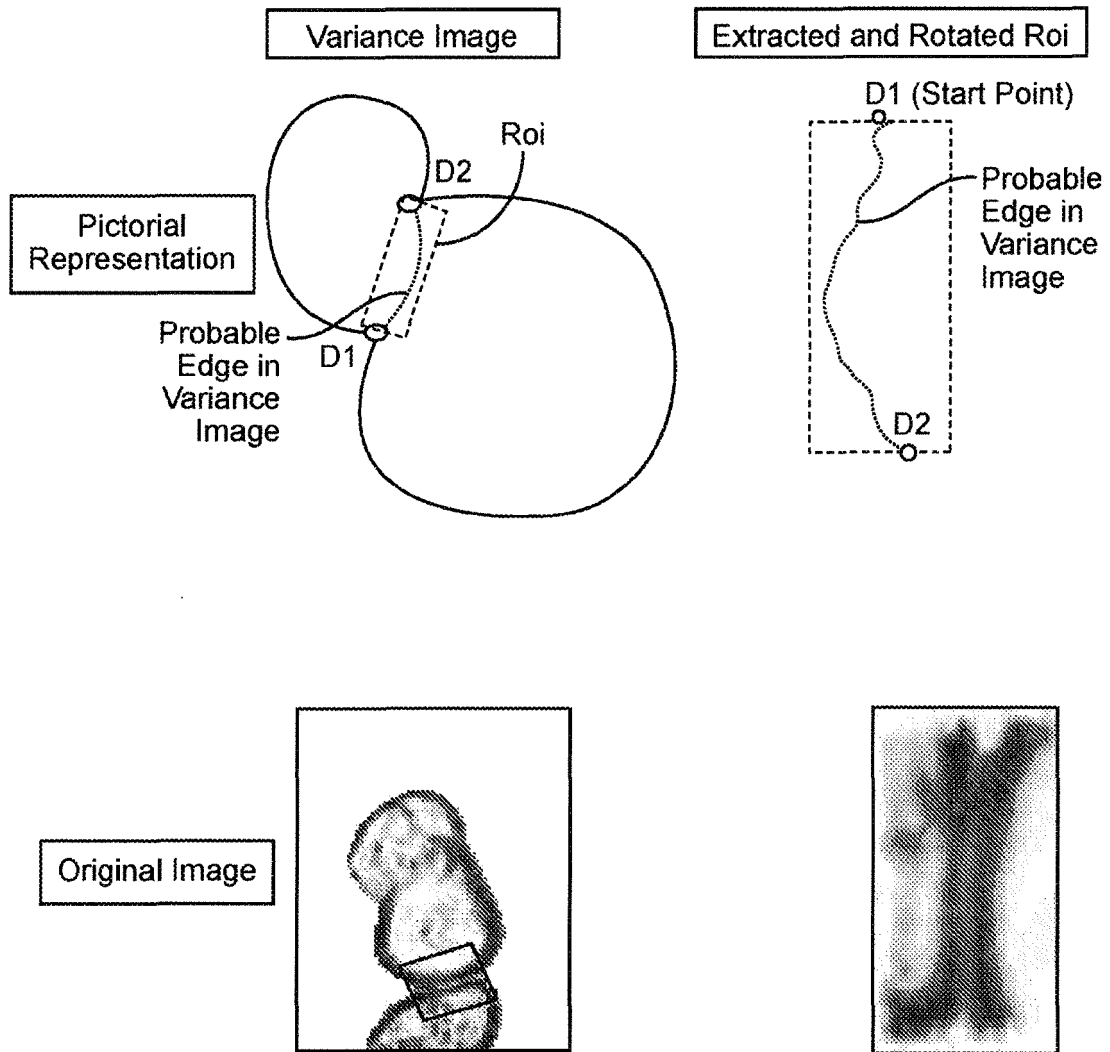 Variance Image
Extracted and Rotated Roi
D1 (Start Point)
Roi
D2
Pictorial
Representation
Probable
Edge in
Variance
Image
D1
Probable
Edge in
Variance
Image
D2
Original Image